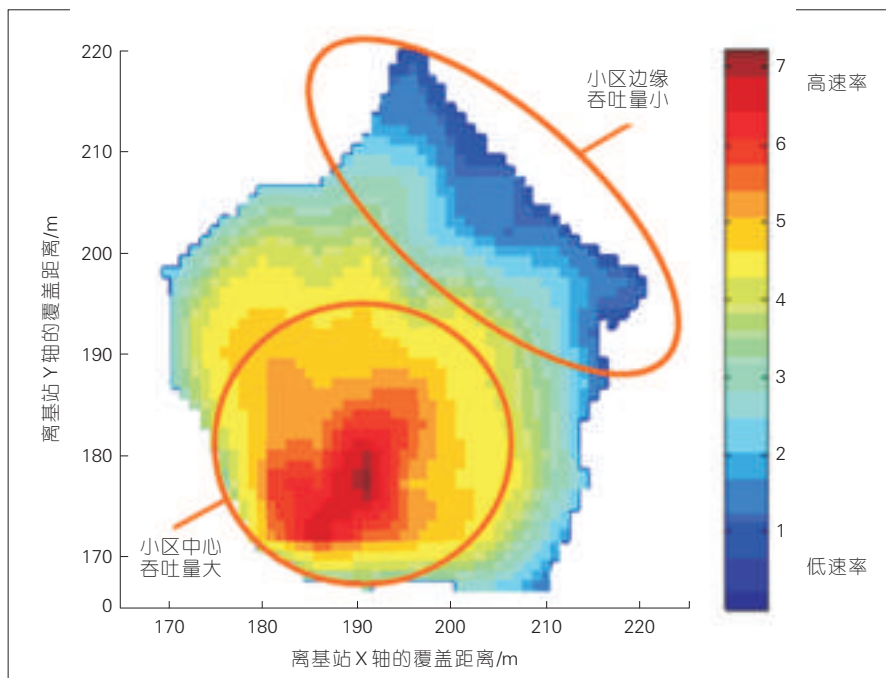 220
210
200
190
180
170
0
离基站Y轴的覆盖距离/m
170
180
190
200
210
220
离基站X轴的覆盖距离/m
小区边缘
吞吐量小
小区中心
吞吐量大
7
6
5
4
3
2
1
高速率
低速率